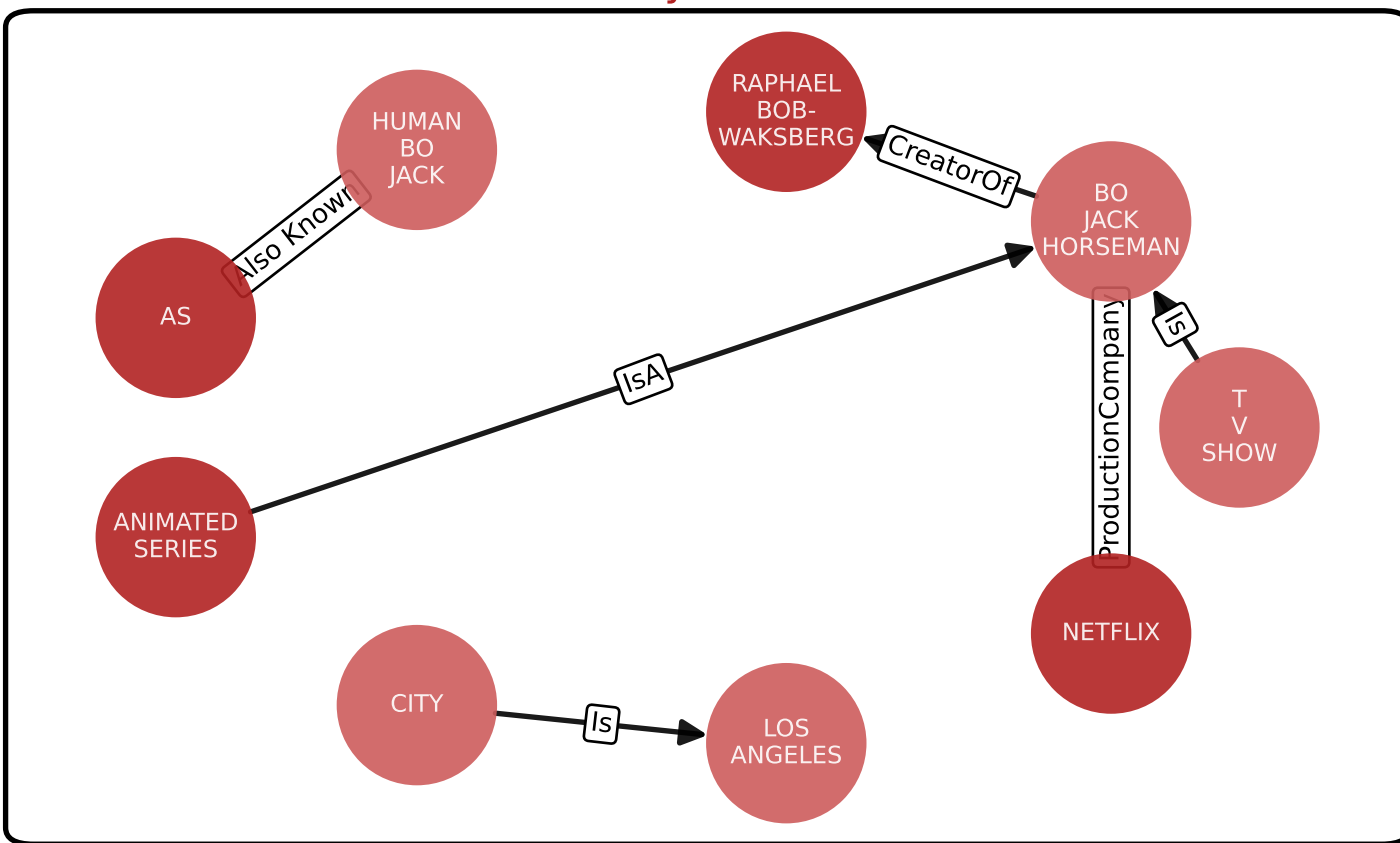 HUMAN
BO
JACK
RAPHAEL
BOB-
WAKSBERG
CreatorOf
BO
JACK
HORSEMAN
Also Known
AS
IsA
Is
ProductionCompany
T
V
SHOW
ANIMATED
SERIES
NETFLIX
CITY
Is
LOS
ANGELES